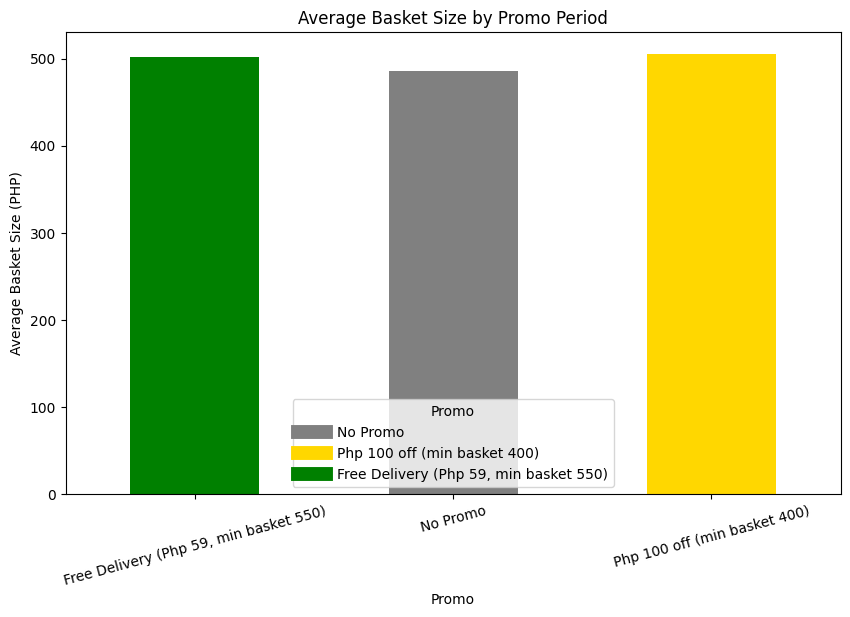 Average Basket Size by Promo Period
Average Basket Size (PHP)
500
400
300
200
100
0
Promo
No Promo
Php 100 off (min basket 400)
Free Delivery (Php 59, min basket 550)
Free Delivery (Php 59, min basket 550)
No Promo
Php 100 off (min basket 400)
Promo